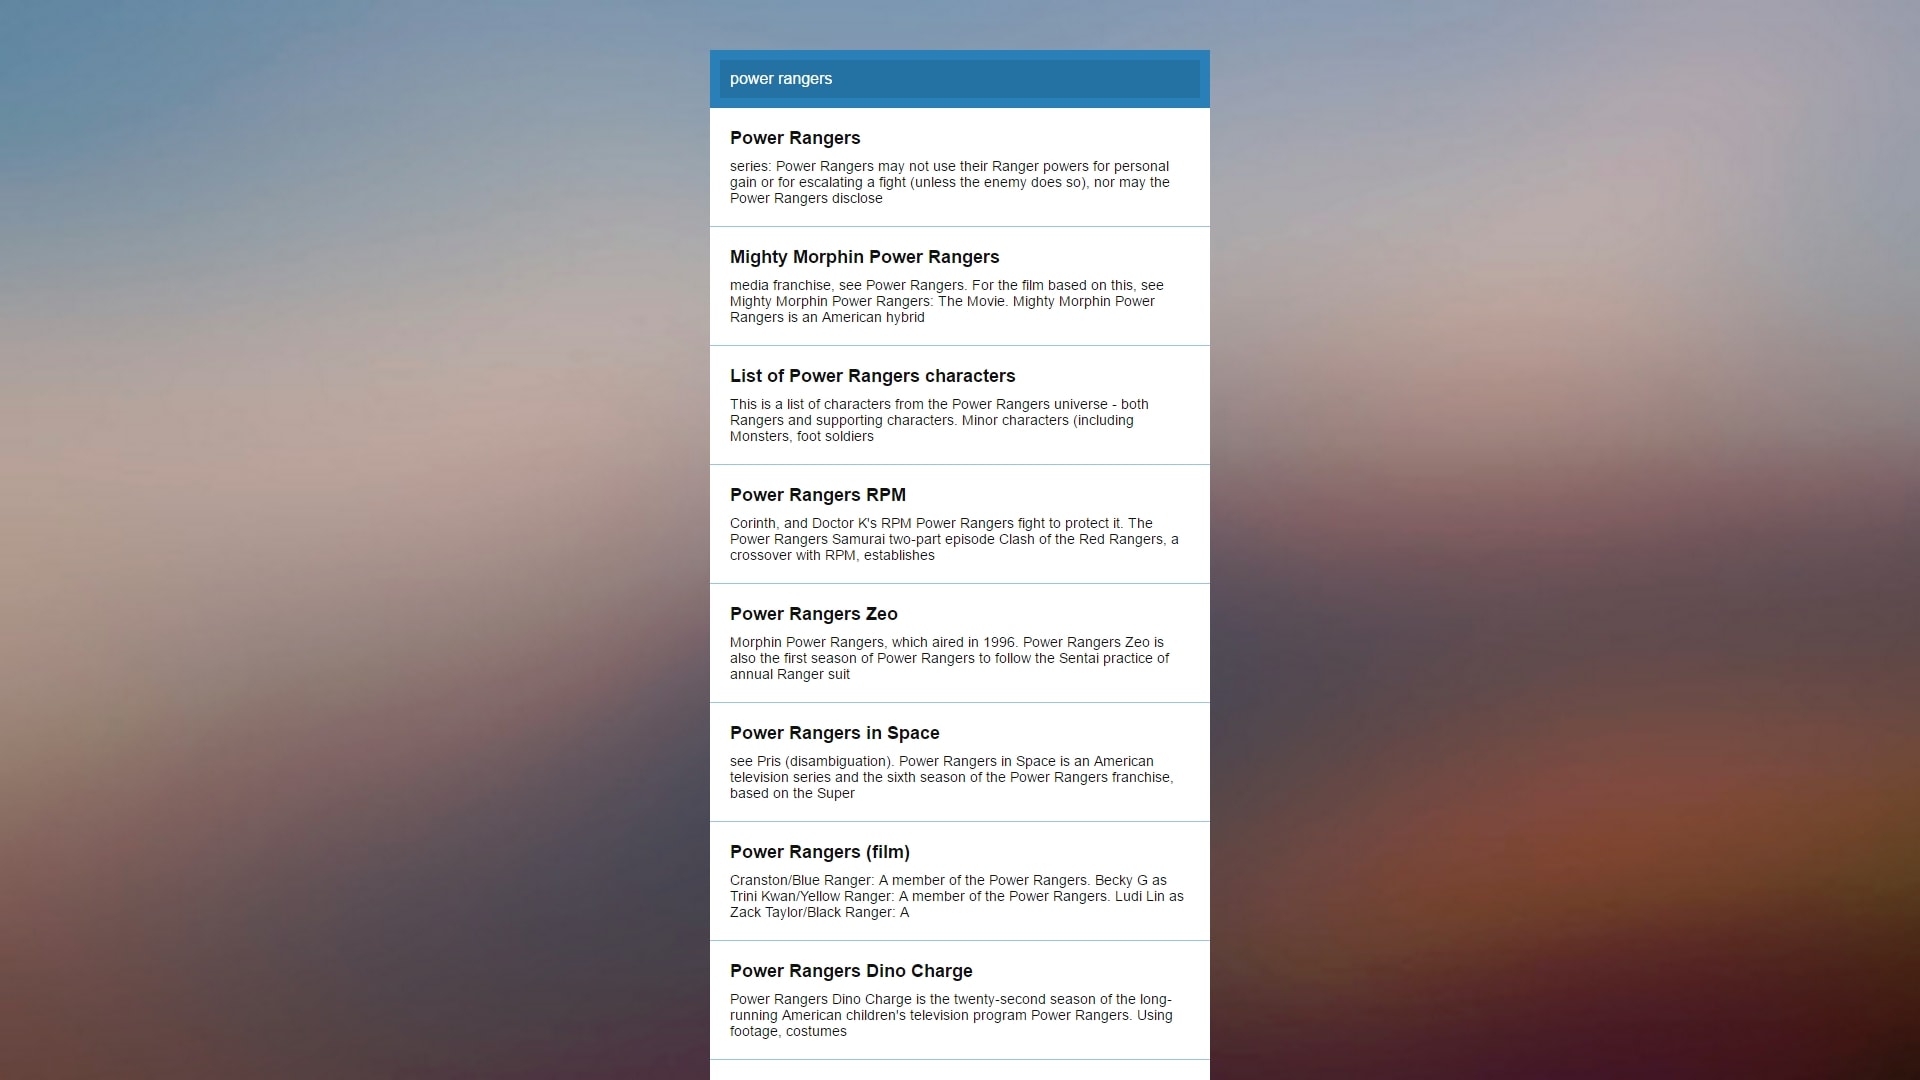 power rangers
Power Rangers
series: Power Rangers may not use their Ranger powers for personal
gain or for escalating a fight (unless the enemy does so), nor may the
Power Rangers disclose
Mighty Morphin Power Rangers
media franchise, see Power Rangers. For the film based on this, see
Mighty Morphin Power Rangers: The Movie. Mighty Morphin Power
Rangers is an American hybrid
List of Power Rangers characters
This is a list of characters from the Power Rangers universe - both
Rangers and supporting characters. Minor characters (including
Monsters, foot soldiers
Power Rangers RPM
Corinth, and Doctor K's RPM Power Rangers fight to protect it. The
Power Rangers Samurai two-part episode Clash of the Red Rangers, a
crossover with RPM, establishes
Power Rangers Zeo
Morphin Power Rangers, which aired in 1996. Power Rangers Zeo is
also the first season of Power Rangers to follow the Sentai practice of
annual Ranger suit
Power Rangers in Space
see Pris (disambiguation). Power Rangers in Space is an American
television series and the sixth season of the Power Rangers franchise,
based on the Super
Power Rangers (film)
Cranston/Blue Ranger: A member of the Power Rangers. Becky G as
Trini Kwan/Yellow Ranger: A member of the Power Rangers. Ludi Lin as
Zack Taylor/Black Ranger: A
Power Rangers Dino Charge
Power Rangers Dino Charge is the twenty-second season of the long-
running American children's television program Power Rangers. Using
footage, costumes